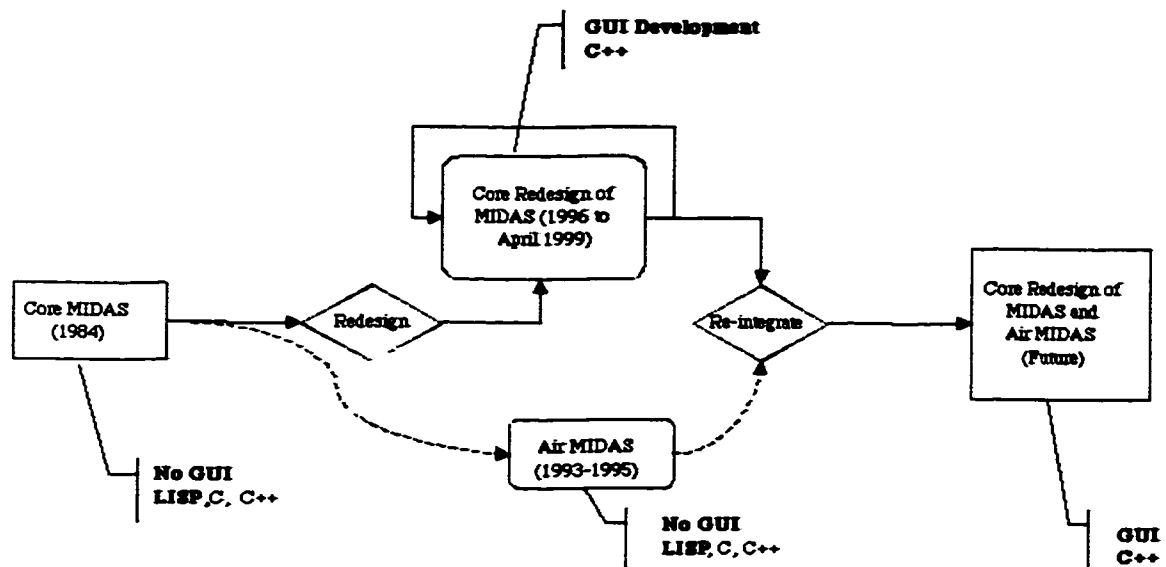 GUI Development
C++
Core Redesign of
MIDAS (1996 to
April 1999)
Core MIDAS
(1984)
Redesign
Re-integrate
Core Redesign of
MIDAS and
Air MIDAS
(Future)
Air MIDAS
(1993-1995)
No GUI
LISP, C, C++
No GUI
LISP, C, C++
GUI
C++